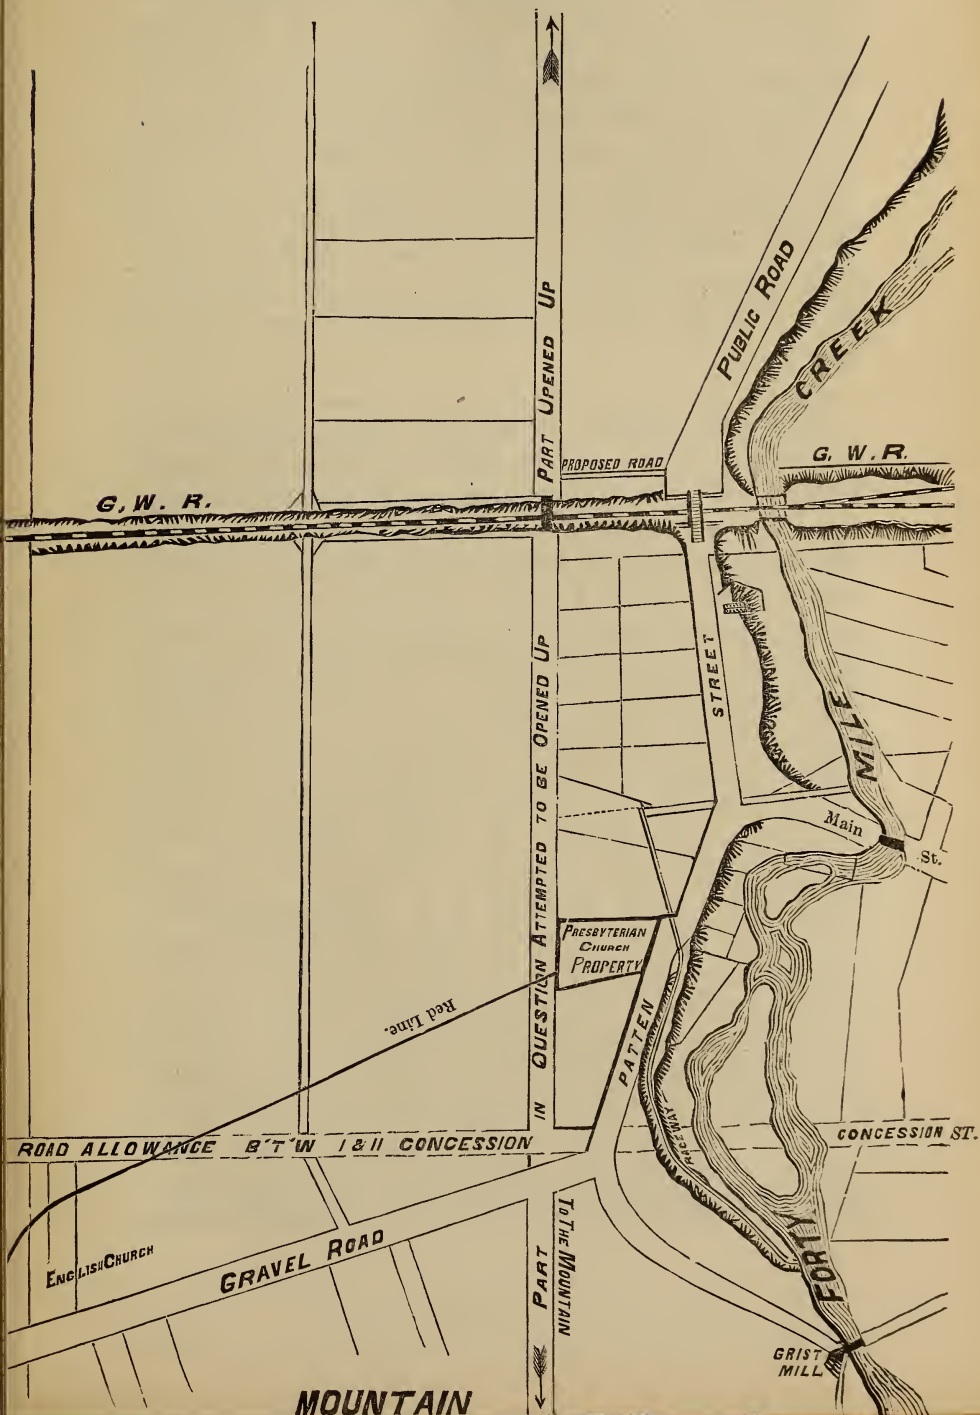 PUBLIC ROAD
CREEK
PART OPENED UP
PROPOSED ROAD
G. W. R.
G. W. R.
STREET
MILE
IN QUESTION ATTEMPTED TO BE OPENED UP
Main
St.
PRESBYTERIAN
CHURCH
PROPERTY
Red Line.
PATTEN
RACEWAY
ROAD ALLOWANCE B'T'W I & II CONCESSION
CONCESSION ST.
ENGLISH CHURCH
GRAVEL ROAD
PART
TO THE MOUNTAIN
FORTY
GRIST
MILL
MOUNTAIN